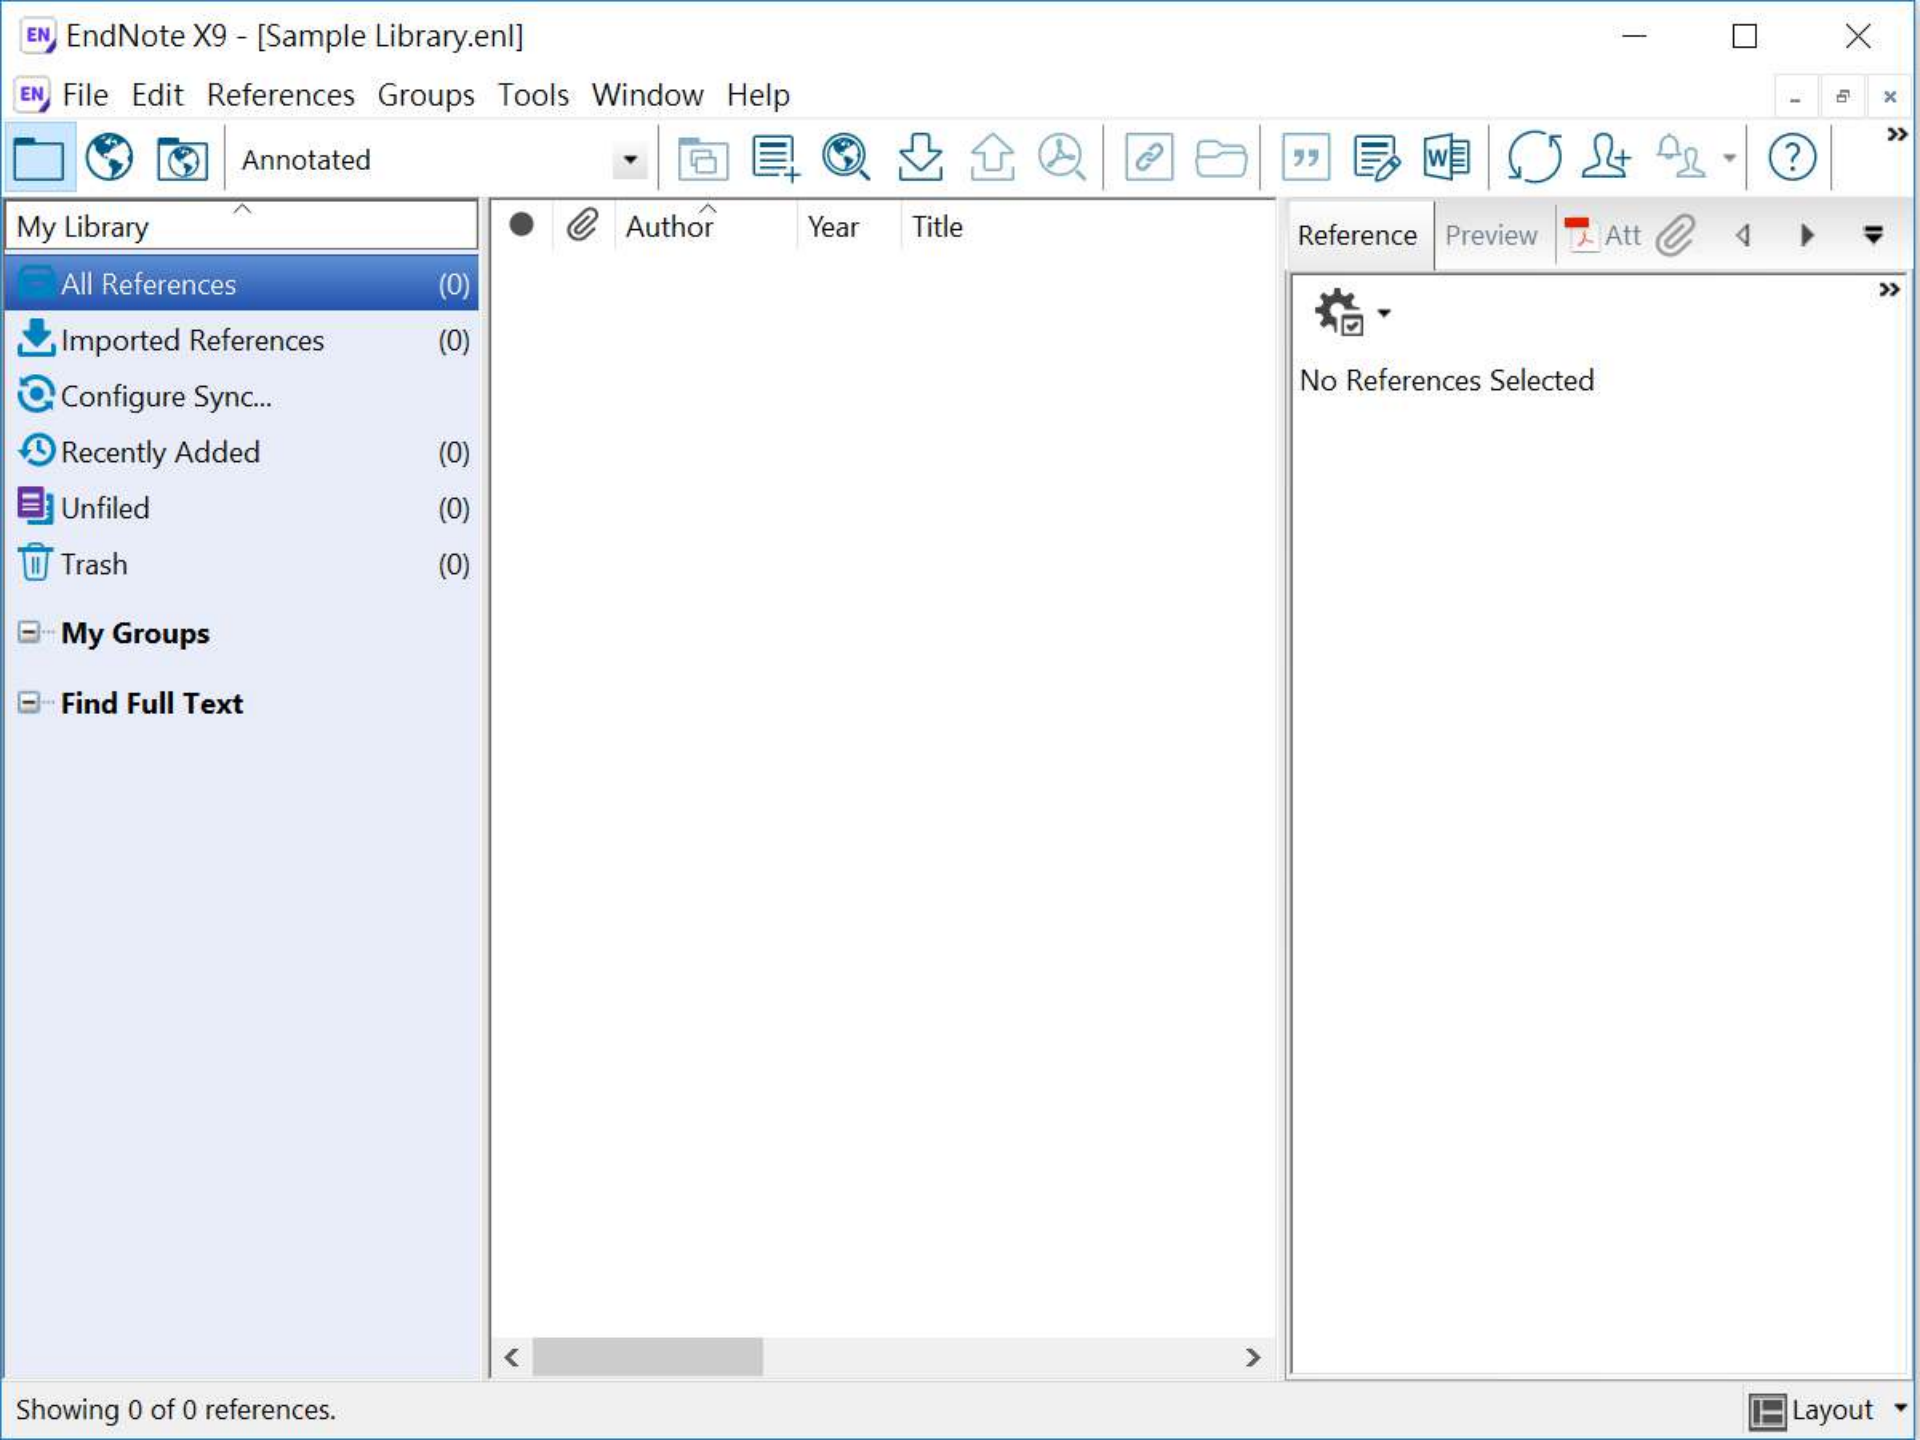 EN EndNote X9 - [Sample Library.enl]
EN File Edit References Groups Tools Window Help
Annotated
My Library
Author Year Title
Reference Preview Att
All References (0)
Imported References (0)
Configure Sync...
Recently Added (0)
Unfiled (0)
Trash (0)
My Groups
Find Full Text
No References Selected
Showing 0 of 0 references.
Layout